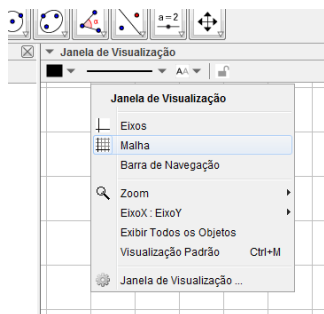 α
a=2
Janela de Visualização
AA
Janela de Visualização
Eixos
Malha
Barra de Navegação
Zoom
EixoX : EixoY
Exibir Todos os Objetos
Visualização Padrão Ctrl+M
Janela de Visualização ...